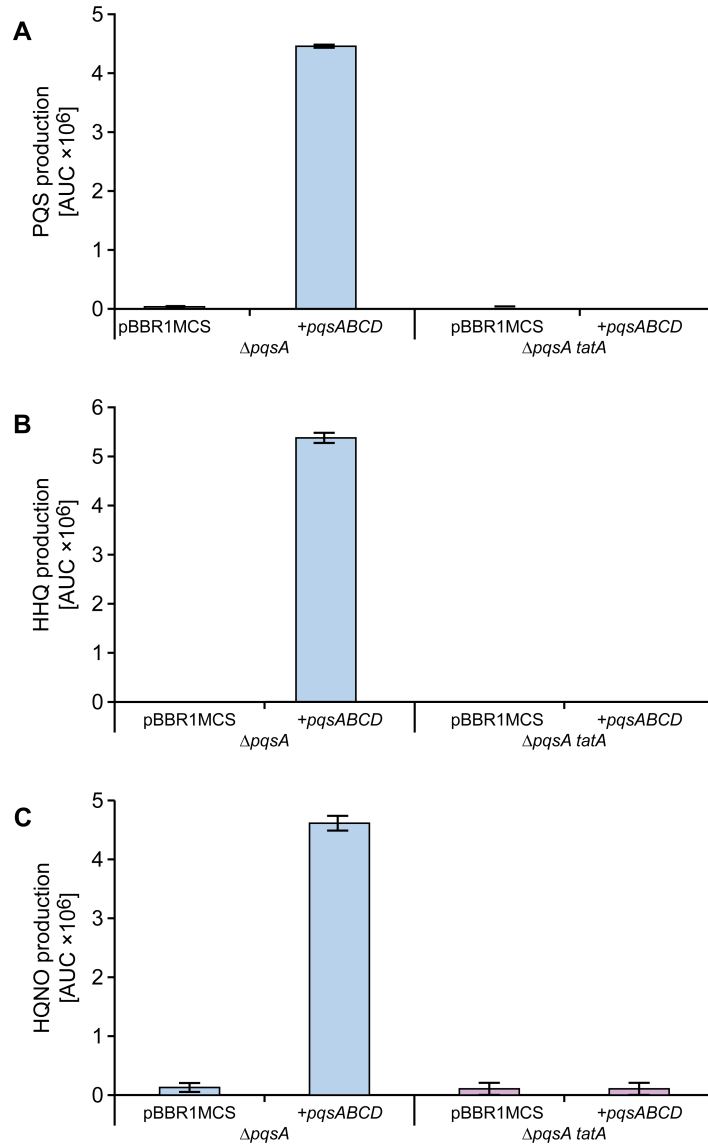 A
PQS production
[AUC ×10⁶]
5
4
3
2
1
0
pBBR1MCS +pqsABCD pBBR1MCS +pqsABCD
ΔpqsA ΔpqsA tatA
B
HHQ production
[AUC ×10⁶]
6
5
4
3
2
1
0
pBBR1MCS +pqsABCD pBBR1MCS +pqsABCD
ΔpqsA ΔpqsA tatA
C
HQNO production
[AUC ×10⁶]
5
4
3
2
1
0
pBBR1MCS +pqsABCD pBBR1MCS +pqsABCD
ΔpqsA ΔpqsA tatA